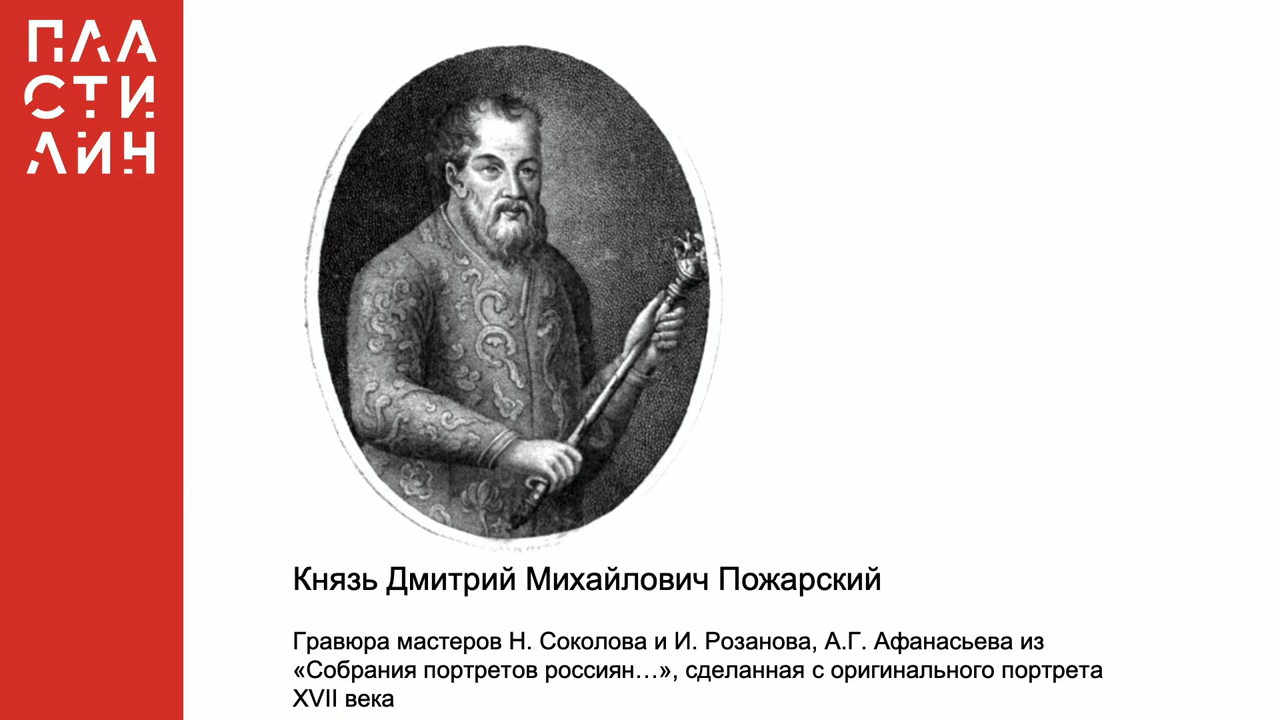 ПЛА
СТИ
ЛИН
Князь Дмитрий Михайлович Пожарский
Гравюра мастеров Н. Соколова и И. Розанова, А.Г. Афанасьева из
«Собрания портретов россиян…», сделанная с оригинального портрета
XVII века